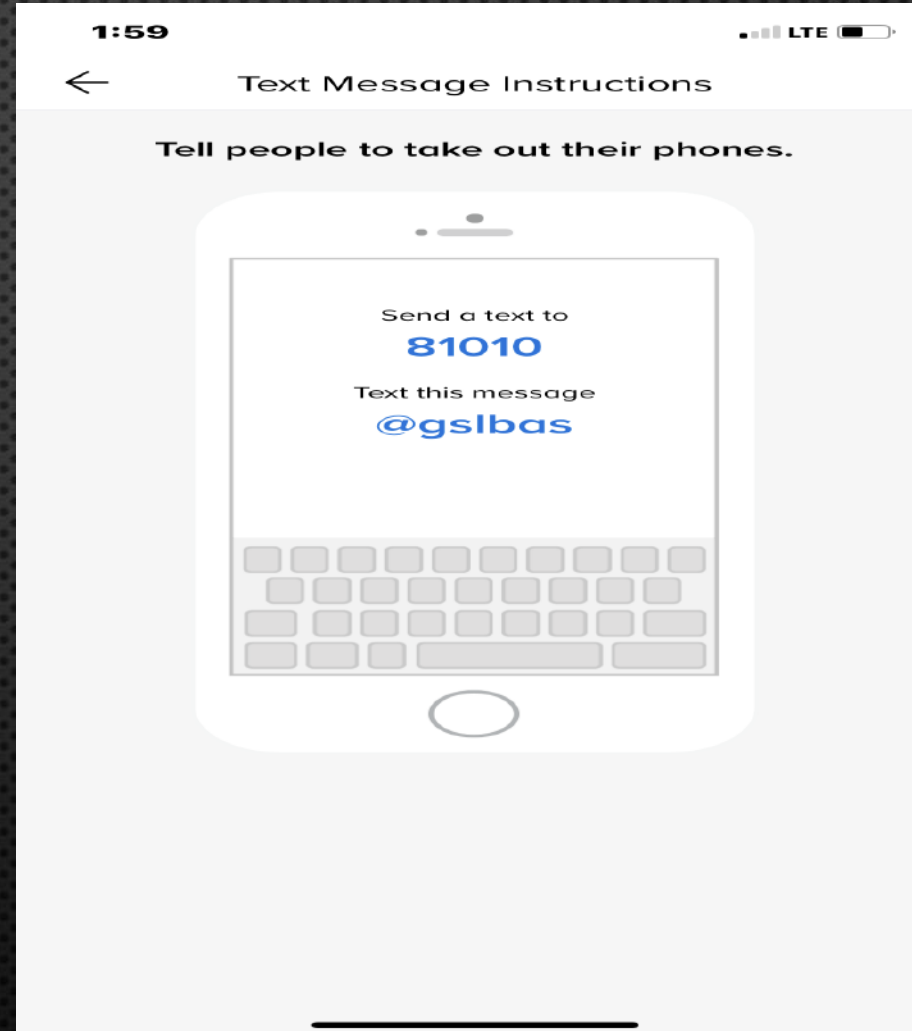 1:59 LTE
Text Message Instructions
Tell people to take out their phones.
Send a text to
81010
Text this message
@gslbas